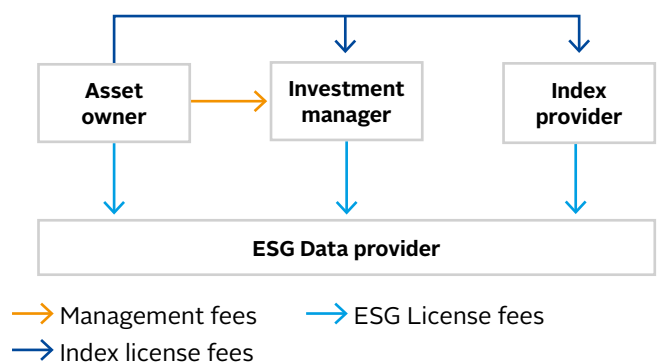 Asset
owner
Investment
manager
Index
provider
ESG Data provider
Management fees
ESG License fees
Index license fees